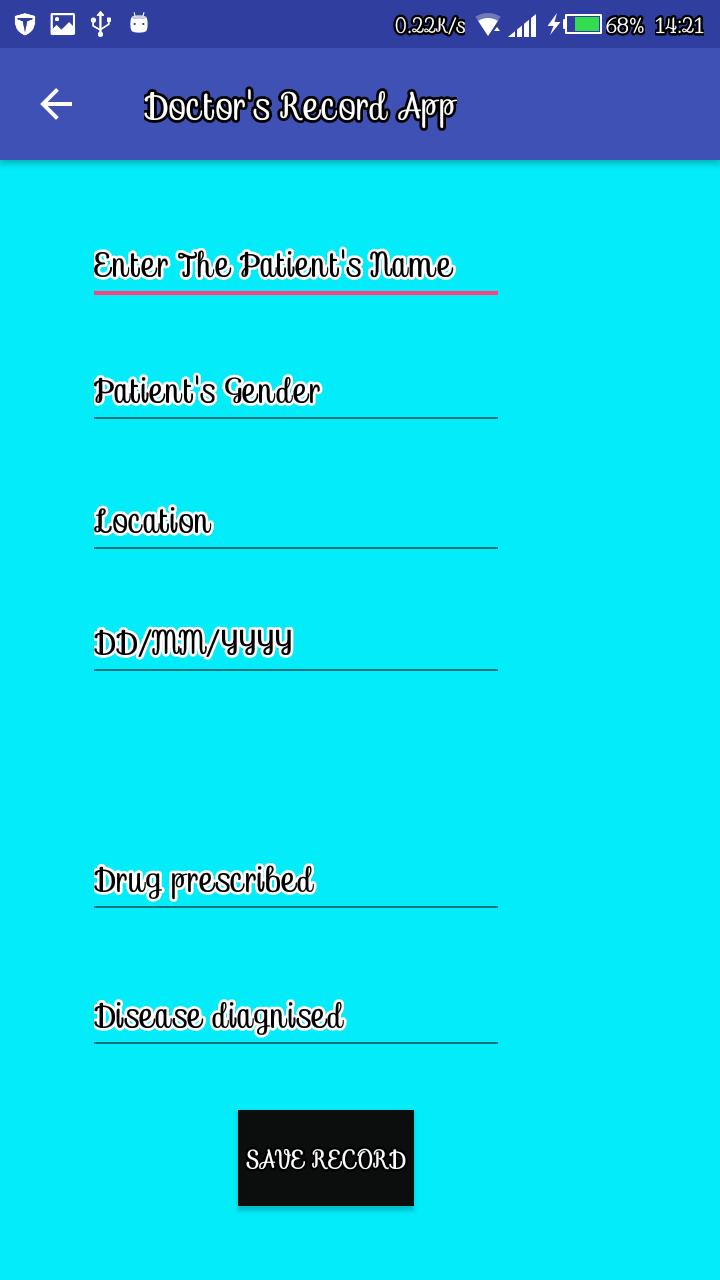 0.22K/s 68% 14:21
Doctor's Record App
Enter The Patient's Name
Patient's Gender
Location
DD/MM/YYYY
Drug prescribed
Disease diagnised
SAVE RECORD